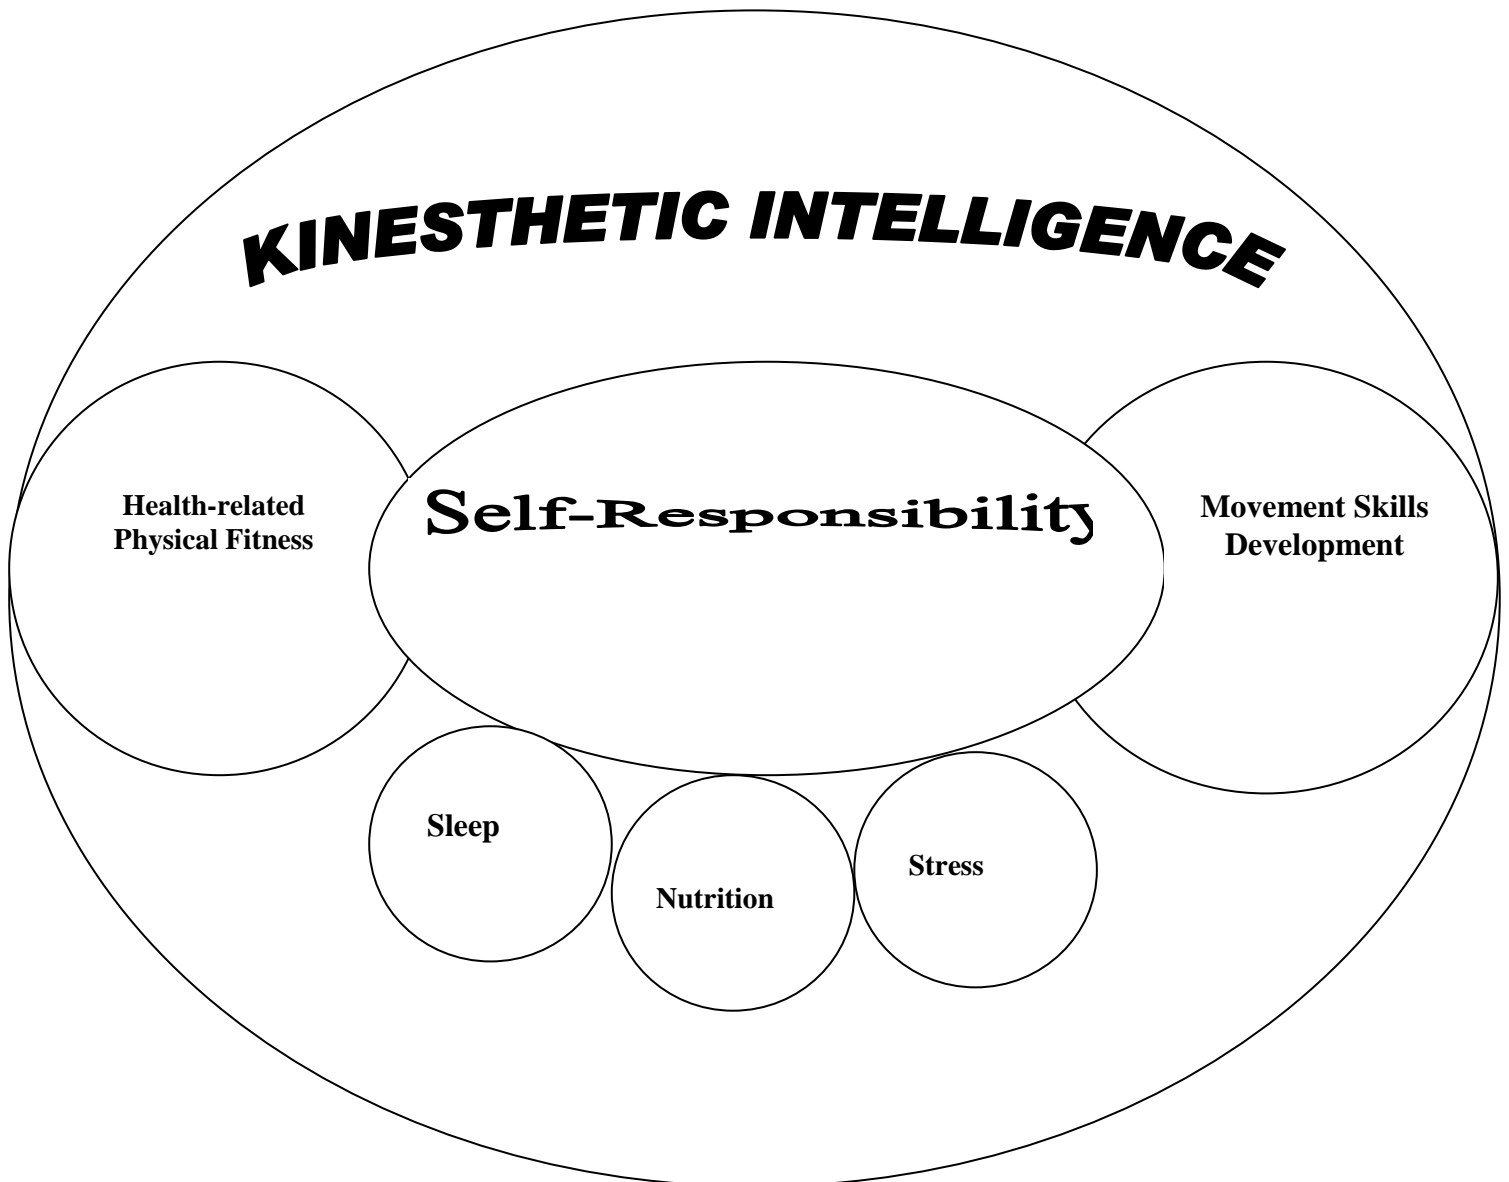 KINESTHETIC INTELLIGENCE
Health-related
Physical Fitness
Self-Responsibility
Movement Skills
Development
Sleep
Nutrition
Stress